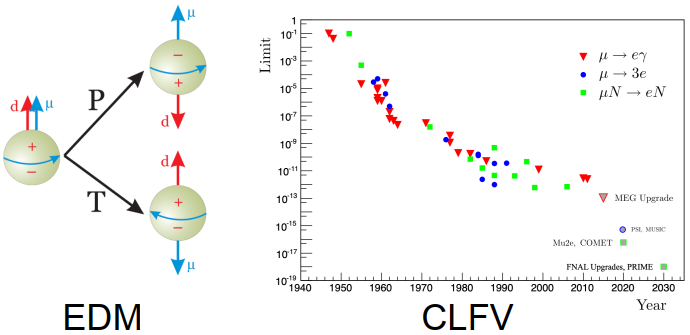 μ
−
+
d
P
d μ
+
−
T
d
+
−
μ
EDM
Limit
10⁻¹
10⁻³
10⁻⁵
10⁻⁷
10⁻⁹
10⁻¹¹
10⁻¹³
10⁻¹⁵
10⁻¹⁷
10⁻¹⁹
μ → eγ
μ → 3e
μN → eN
MEG Upgrade
PSI, MUSIC
Mu2e, COMET
FNAL Upgrades, PRIME
1940 1950 1960 1970 1980 1990 2000 2010 2020 2030
Year
CLFV